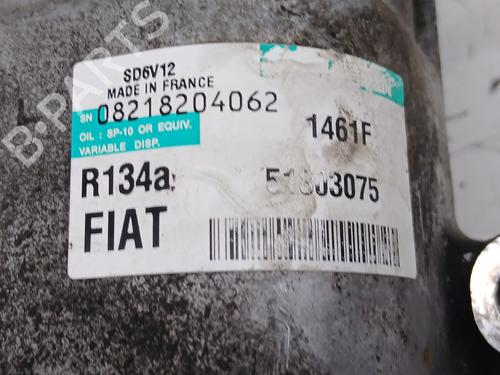 B-PARTS
SD6V12
MADE IN FRANCE
SN 08218204062
OIL : SP-10 OR EQUIV.
VARIABLE DISP.
1461F
R134a
51803075
FIAT